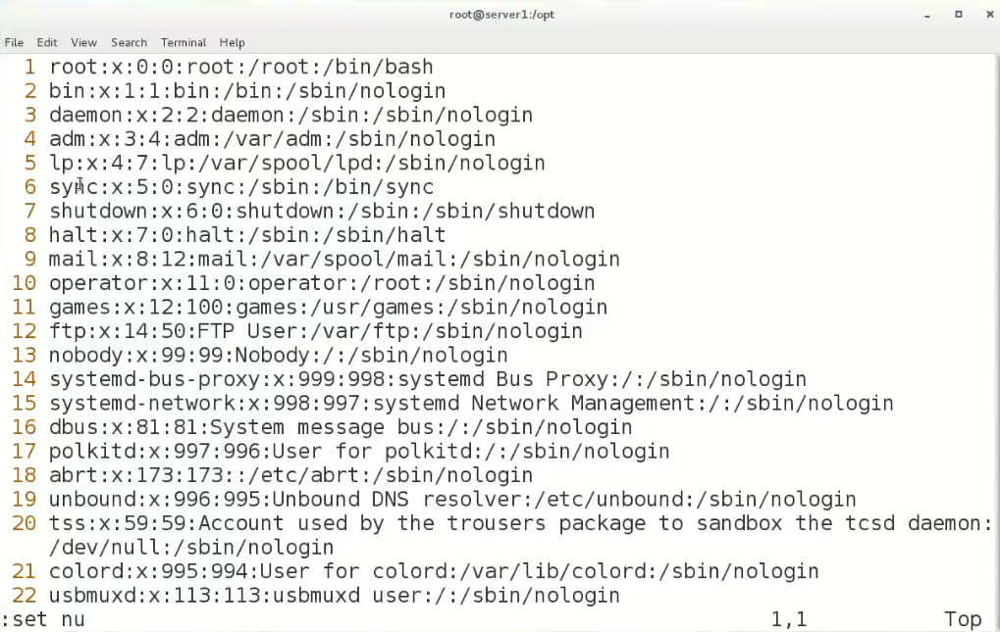 root@server1:/opt
File Edit View Search Terminal Help
1 root:x:0:0:root:/root:/bin/bash
2 bin:x:1:1:bin:/bin:/sbin/nologin
3 daemon:x:2:2:daemon:/sbin:/sbin/nologin
4 adm:x:3:4:adm:/var/adm:/sbin/nologin
5 lp:x:4:7:lp:/var/spool/lpd:/sbin/nologin
6 sync:x:5:0:sync:/sbin:/bin/sync
7 shutdown:x:6:0:shutdown:/sbin:/sbin/shutdown
8 halt:x:7:0:halt:/sbin:/sbin/halt
9 mail:x:8:12:mail:/var/spool/mail:/sbin/nologin
10 operator:x:11:0:operator:/root:/sbin/nologin
11 games:x:12:100:games:/usr/games:/sbin/nologin
12 ftp:x:14:50:FTP User:/var/ftp:/sbin/nologin
13 nobody:x:99:99:Nobody:/:/sbin/nologin
14 systemd-bus-proxy:x:999:998:systemd Bus Proxy:/:/sbin/nologin
15 systemd-network:x:998:997:systemd Network Management:/:/sbin/nologin
16 dbus:x:81:81:System message bus:/:/sbin/nologin
17 polkitd:x:997:996:User for polkitd:/:/sbin/nologin
18 abrt:x:173:173::/etc/abrt:/sbin/nologin
19 unbound:x:996:995:Unbound DNS resolver:/etc/unbound:/sbin/nologin
20 tss:x:59:59:Account used by the trousers package to sandbox the tcsd daemon:
/dev/null:/sbin/nologin
21 colord:x:995:994:User for colord:/var/lib/colord:/sbin/nologin
22 usbmuxd:x:113:113:usbmuxd user:/:/sbin/nologin
:set nu 1,1 Top